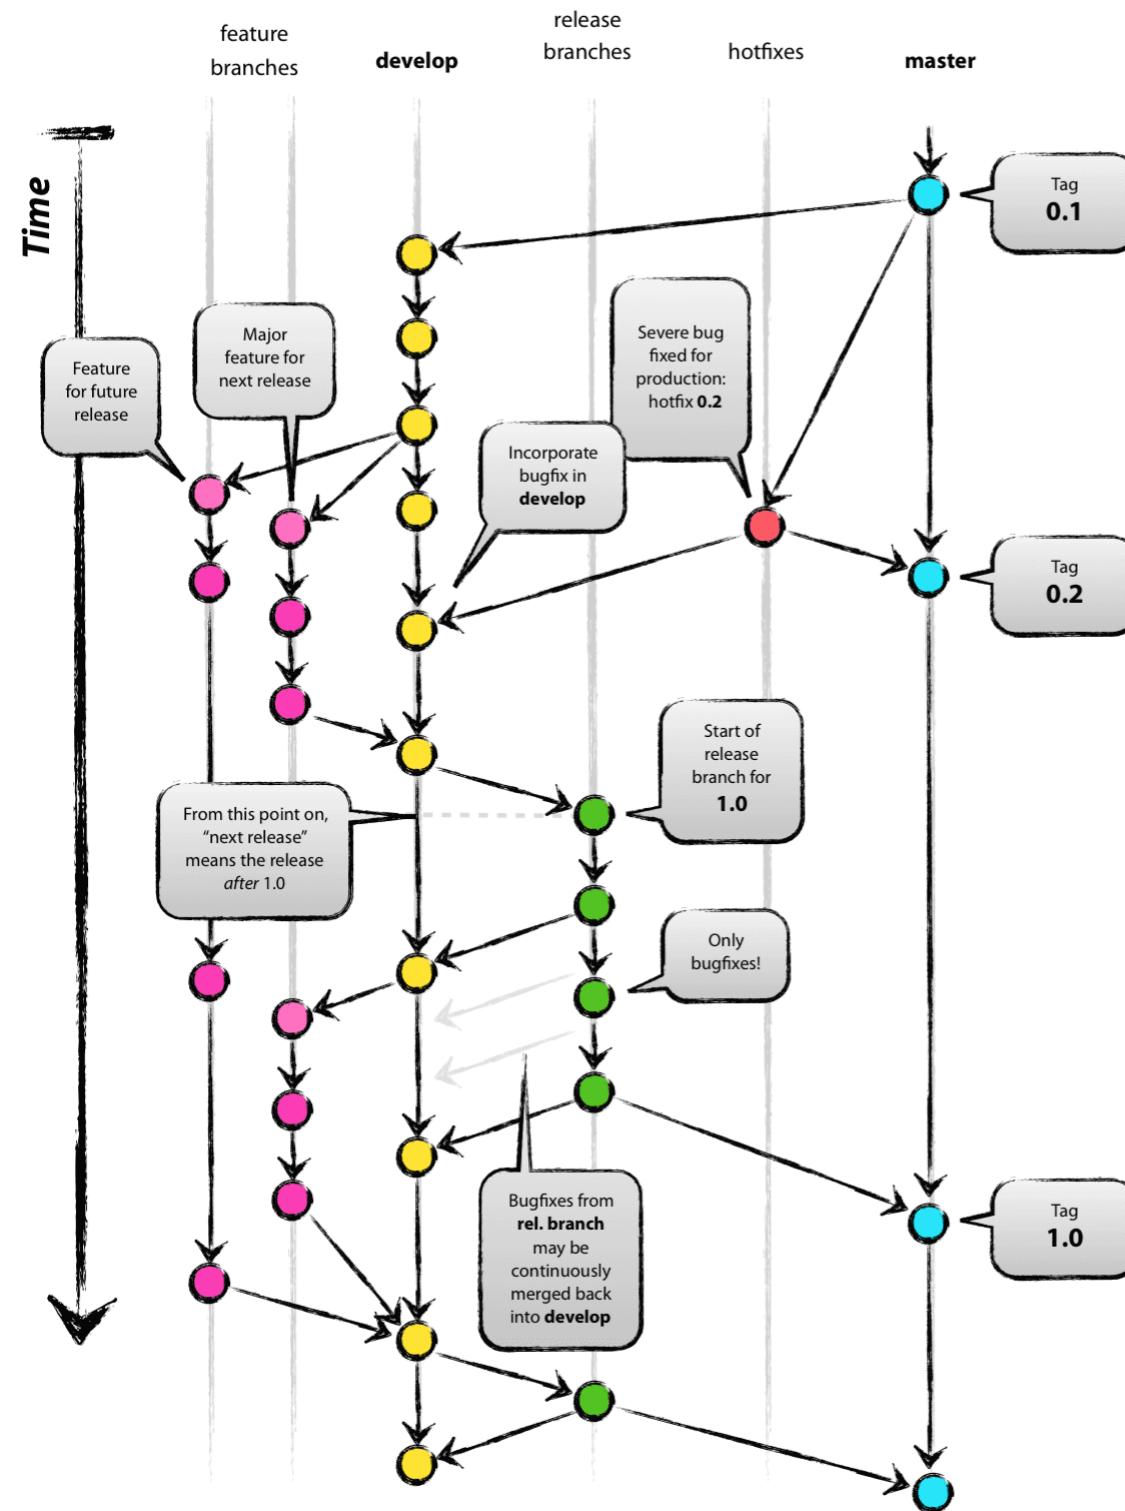 feature
branches
develop
release
branches
hotfixes
master
Time
Tag
0.1
Major
feature for
next release
Feature
for future
release
Severe bug
fixed for
production:
hotfix 0.2
Incorporate
bugfix in
develop
Tag
0.2
Start of
release
branch for
1.0
From this point on,
“next release”
means the release
after 1.0
Only
bugfixes!
Bugfixes from
rel. branch
may be
continuously
merged back
into develop
Tag
1.0